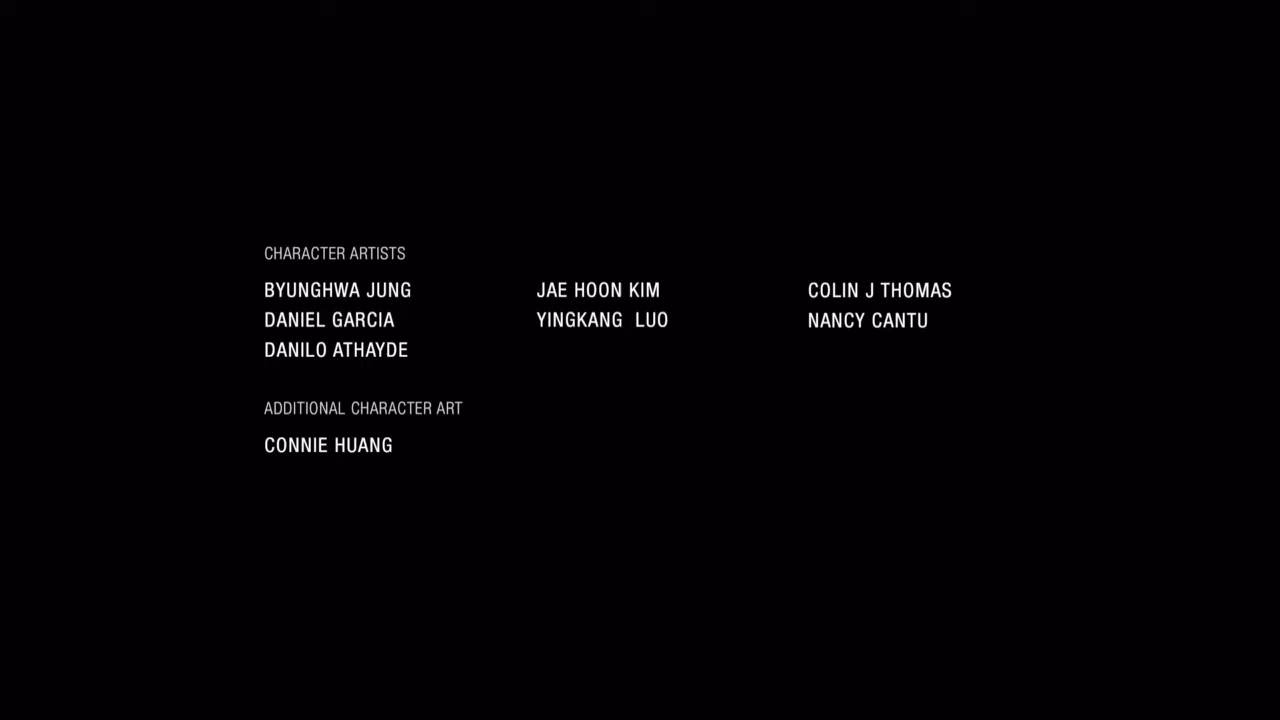 CHARACTER ARTISTS
BYUNGHWA JUNG JAE HOON KIM COLIN J THOMAS
DANIEL GARCIA YINGKANG LUO NANCY CANTU
DANILO ATHAYDE
ADDITIONAL CHARACTER ART
CONNIE HUANG